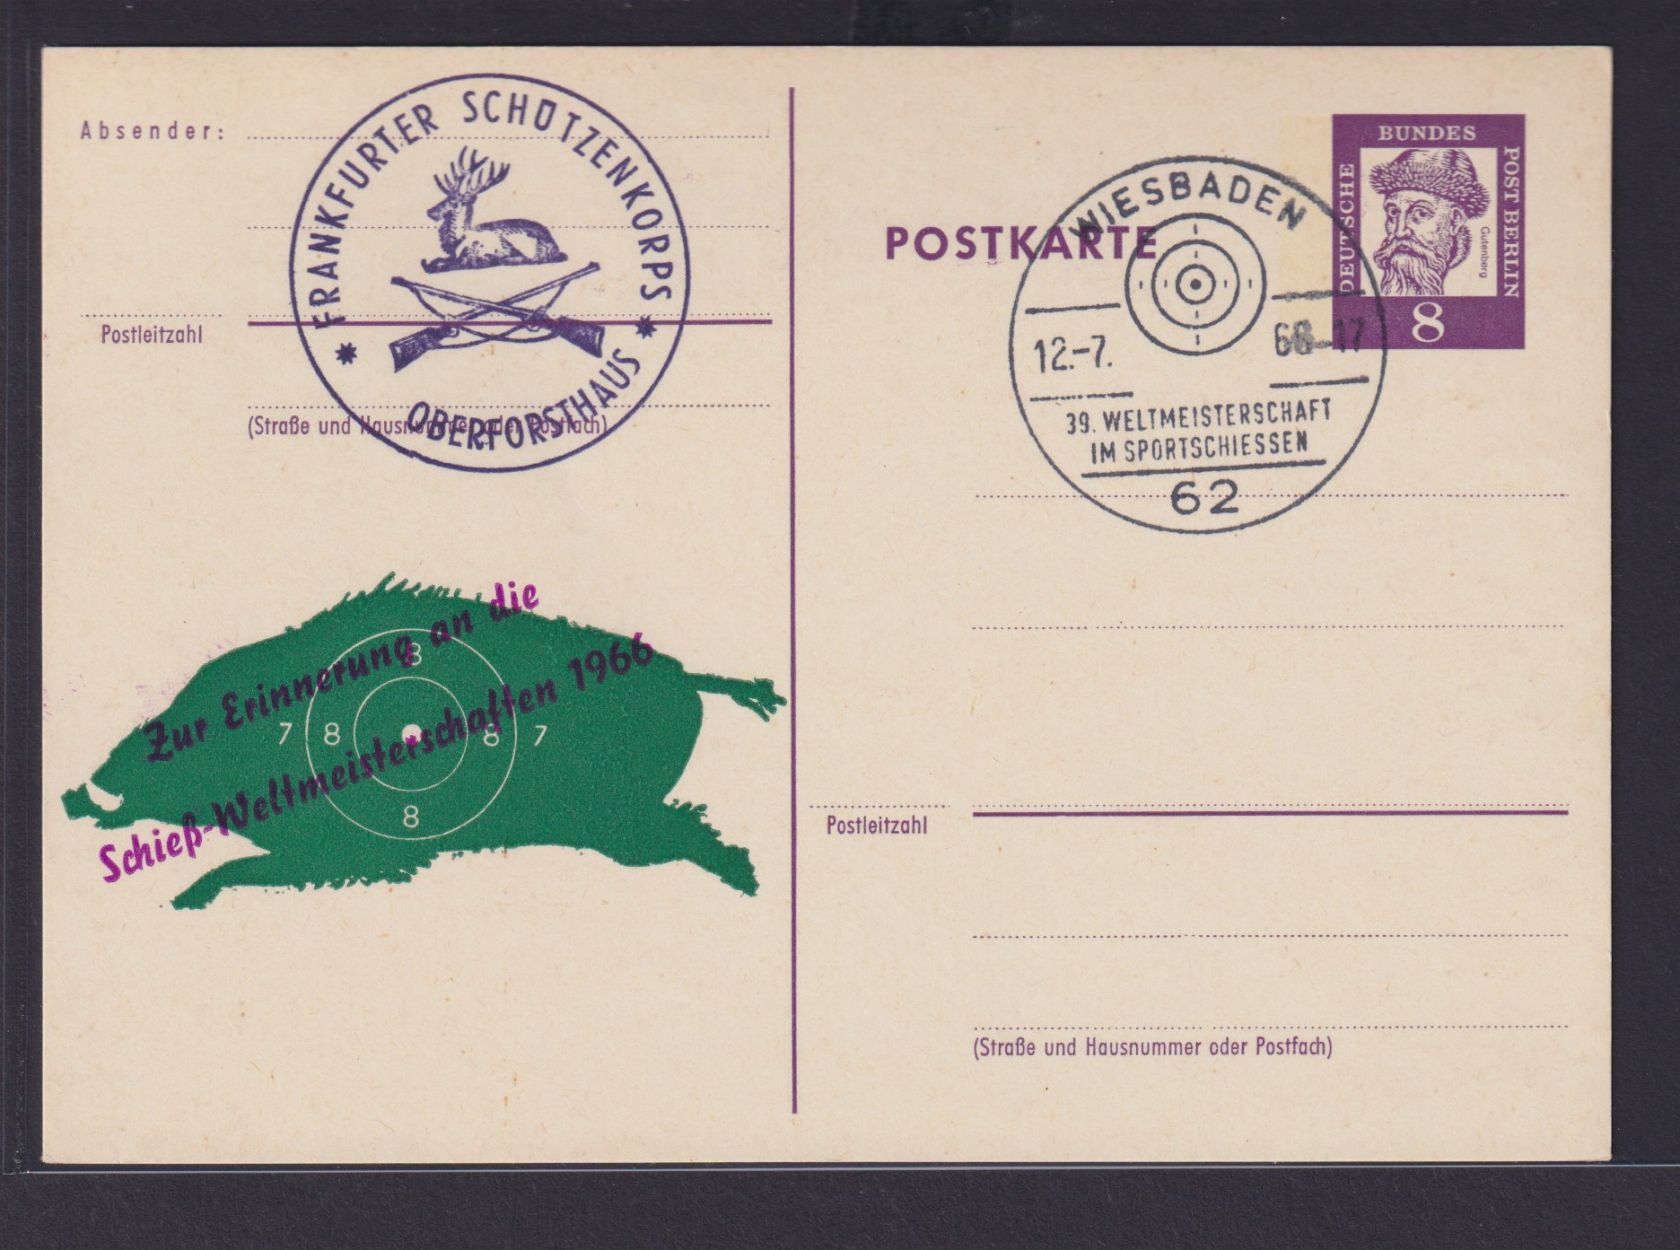 Absender:
FRANKFURTER SCHÜTZENKORPS
OBERFORSTHAUS
Postleitzahl
(Straße und Hausnummer oder Postfach)
Zur Erinnerung an die
Schieß-Weltmeisterschaften 1966
8
7 8 8 7
8
POSTKARTE
WIESBADEN
12.-7. 66-17
39. WELTMEISTERSCHAFT
IM SPORTSCHIESSEN
62
DEUTSCHE
BUNDES
POST BERLIN
Gutenberg
8
Postleitzahl
(Straße und Hausnummer oder Postfach)